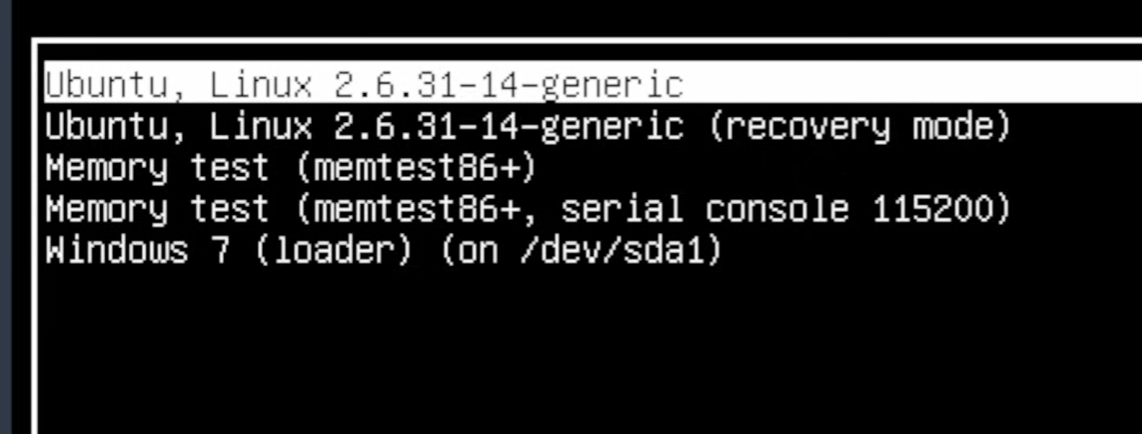 Ubuntu, Linux 2.6.31-14-generic
Ubuntu, Linux 2.6.31-14-generic (recovery mode)
Memory test (memtest86+)
Memory test (memtest86+, serial console 115200)
Windows 7 (loader) (on /dev/sda1)